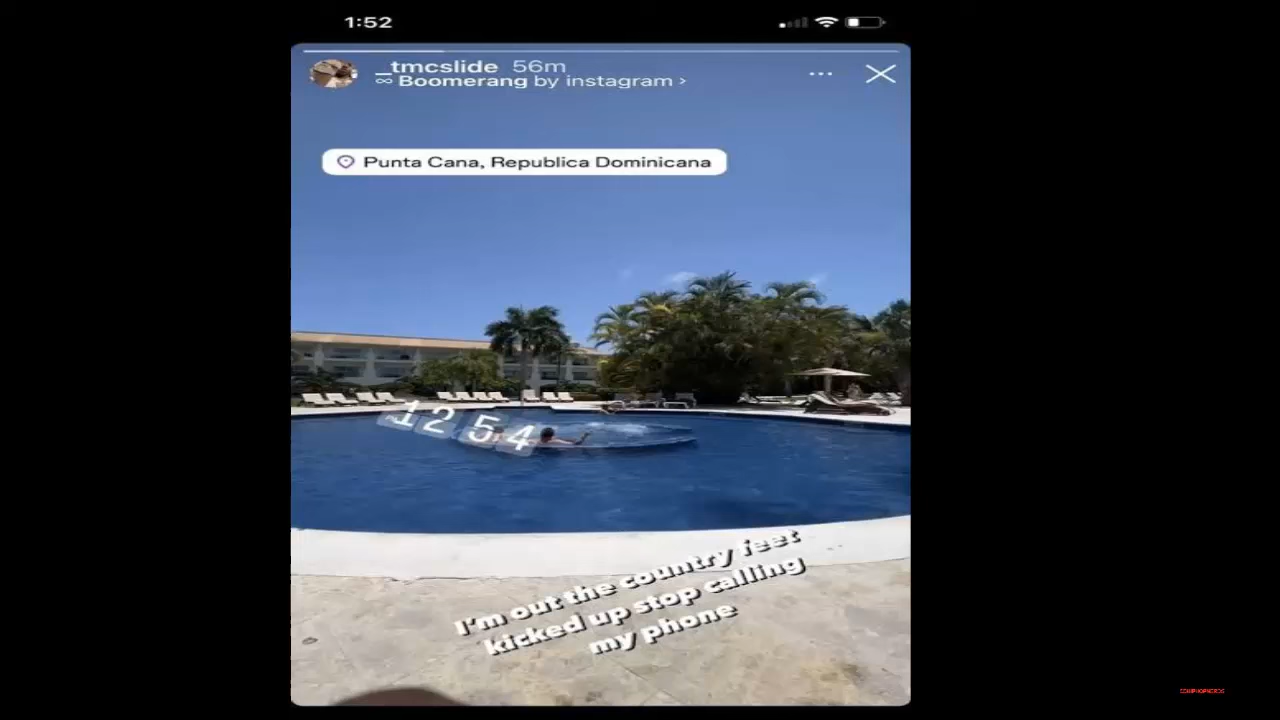 1:52
_tmcslide 56m
∞ Boomerang by instagram >
Punta Cana, Republica Dominicana
12 54
I'm out the country feet
kicked up stop calling
my phone